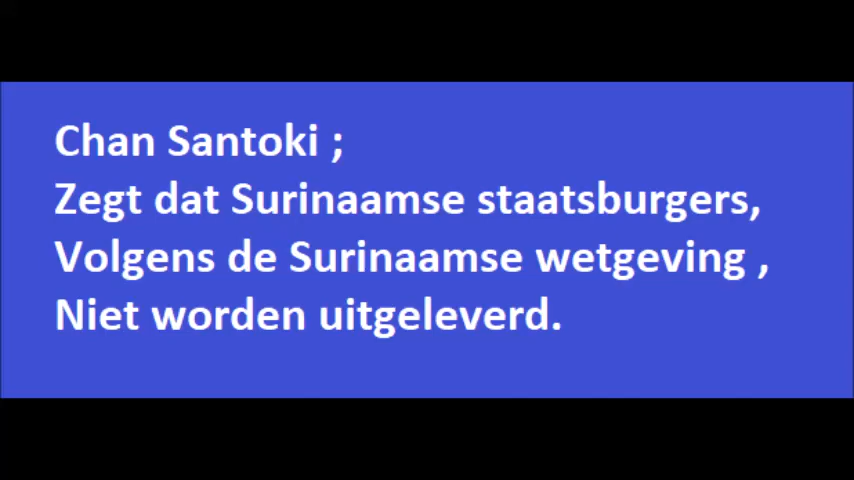 Chan Santoki ;
Zegt dat Surinaamse staatsburgers,
Volgens de Surinaamse wetgeving ,
Niet worden uitgeleverd.